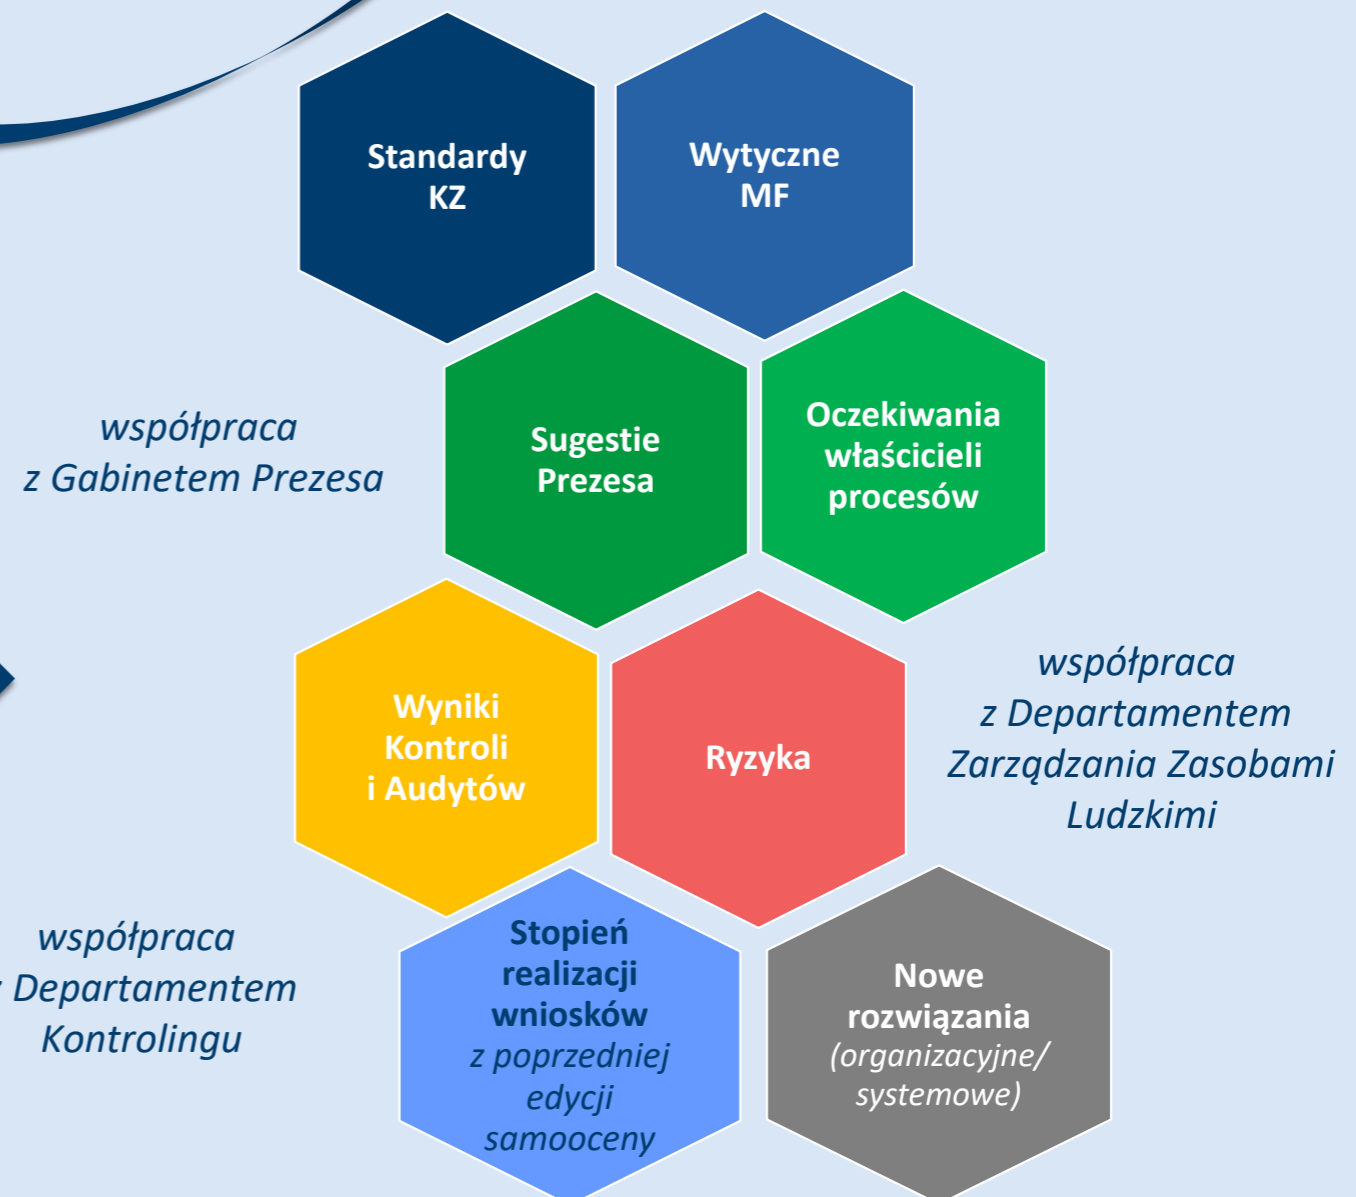 Standardy
KZ
Wytyczne
MF
współpraca
z Gabinetem Prezesa
Sugestie
Prezesa
Oczekiwania
właścicieli
procesów
Wyniki
Kontroli
i Audytów
Ryzyka
współpraca
z Departamentem
Zarządzania Zasobami
Ludzkimi
współpraca
Departamentem
Kontrolingu
Stopień
realizacji
wniosków
z poprzedniej
edycji
samooceny
Nowe
rozwiązania
(organizacyjne/
systemowe)